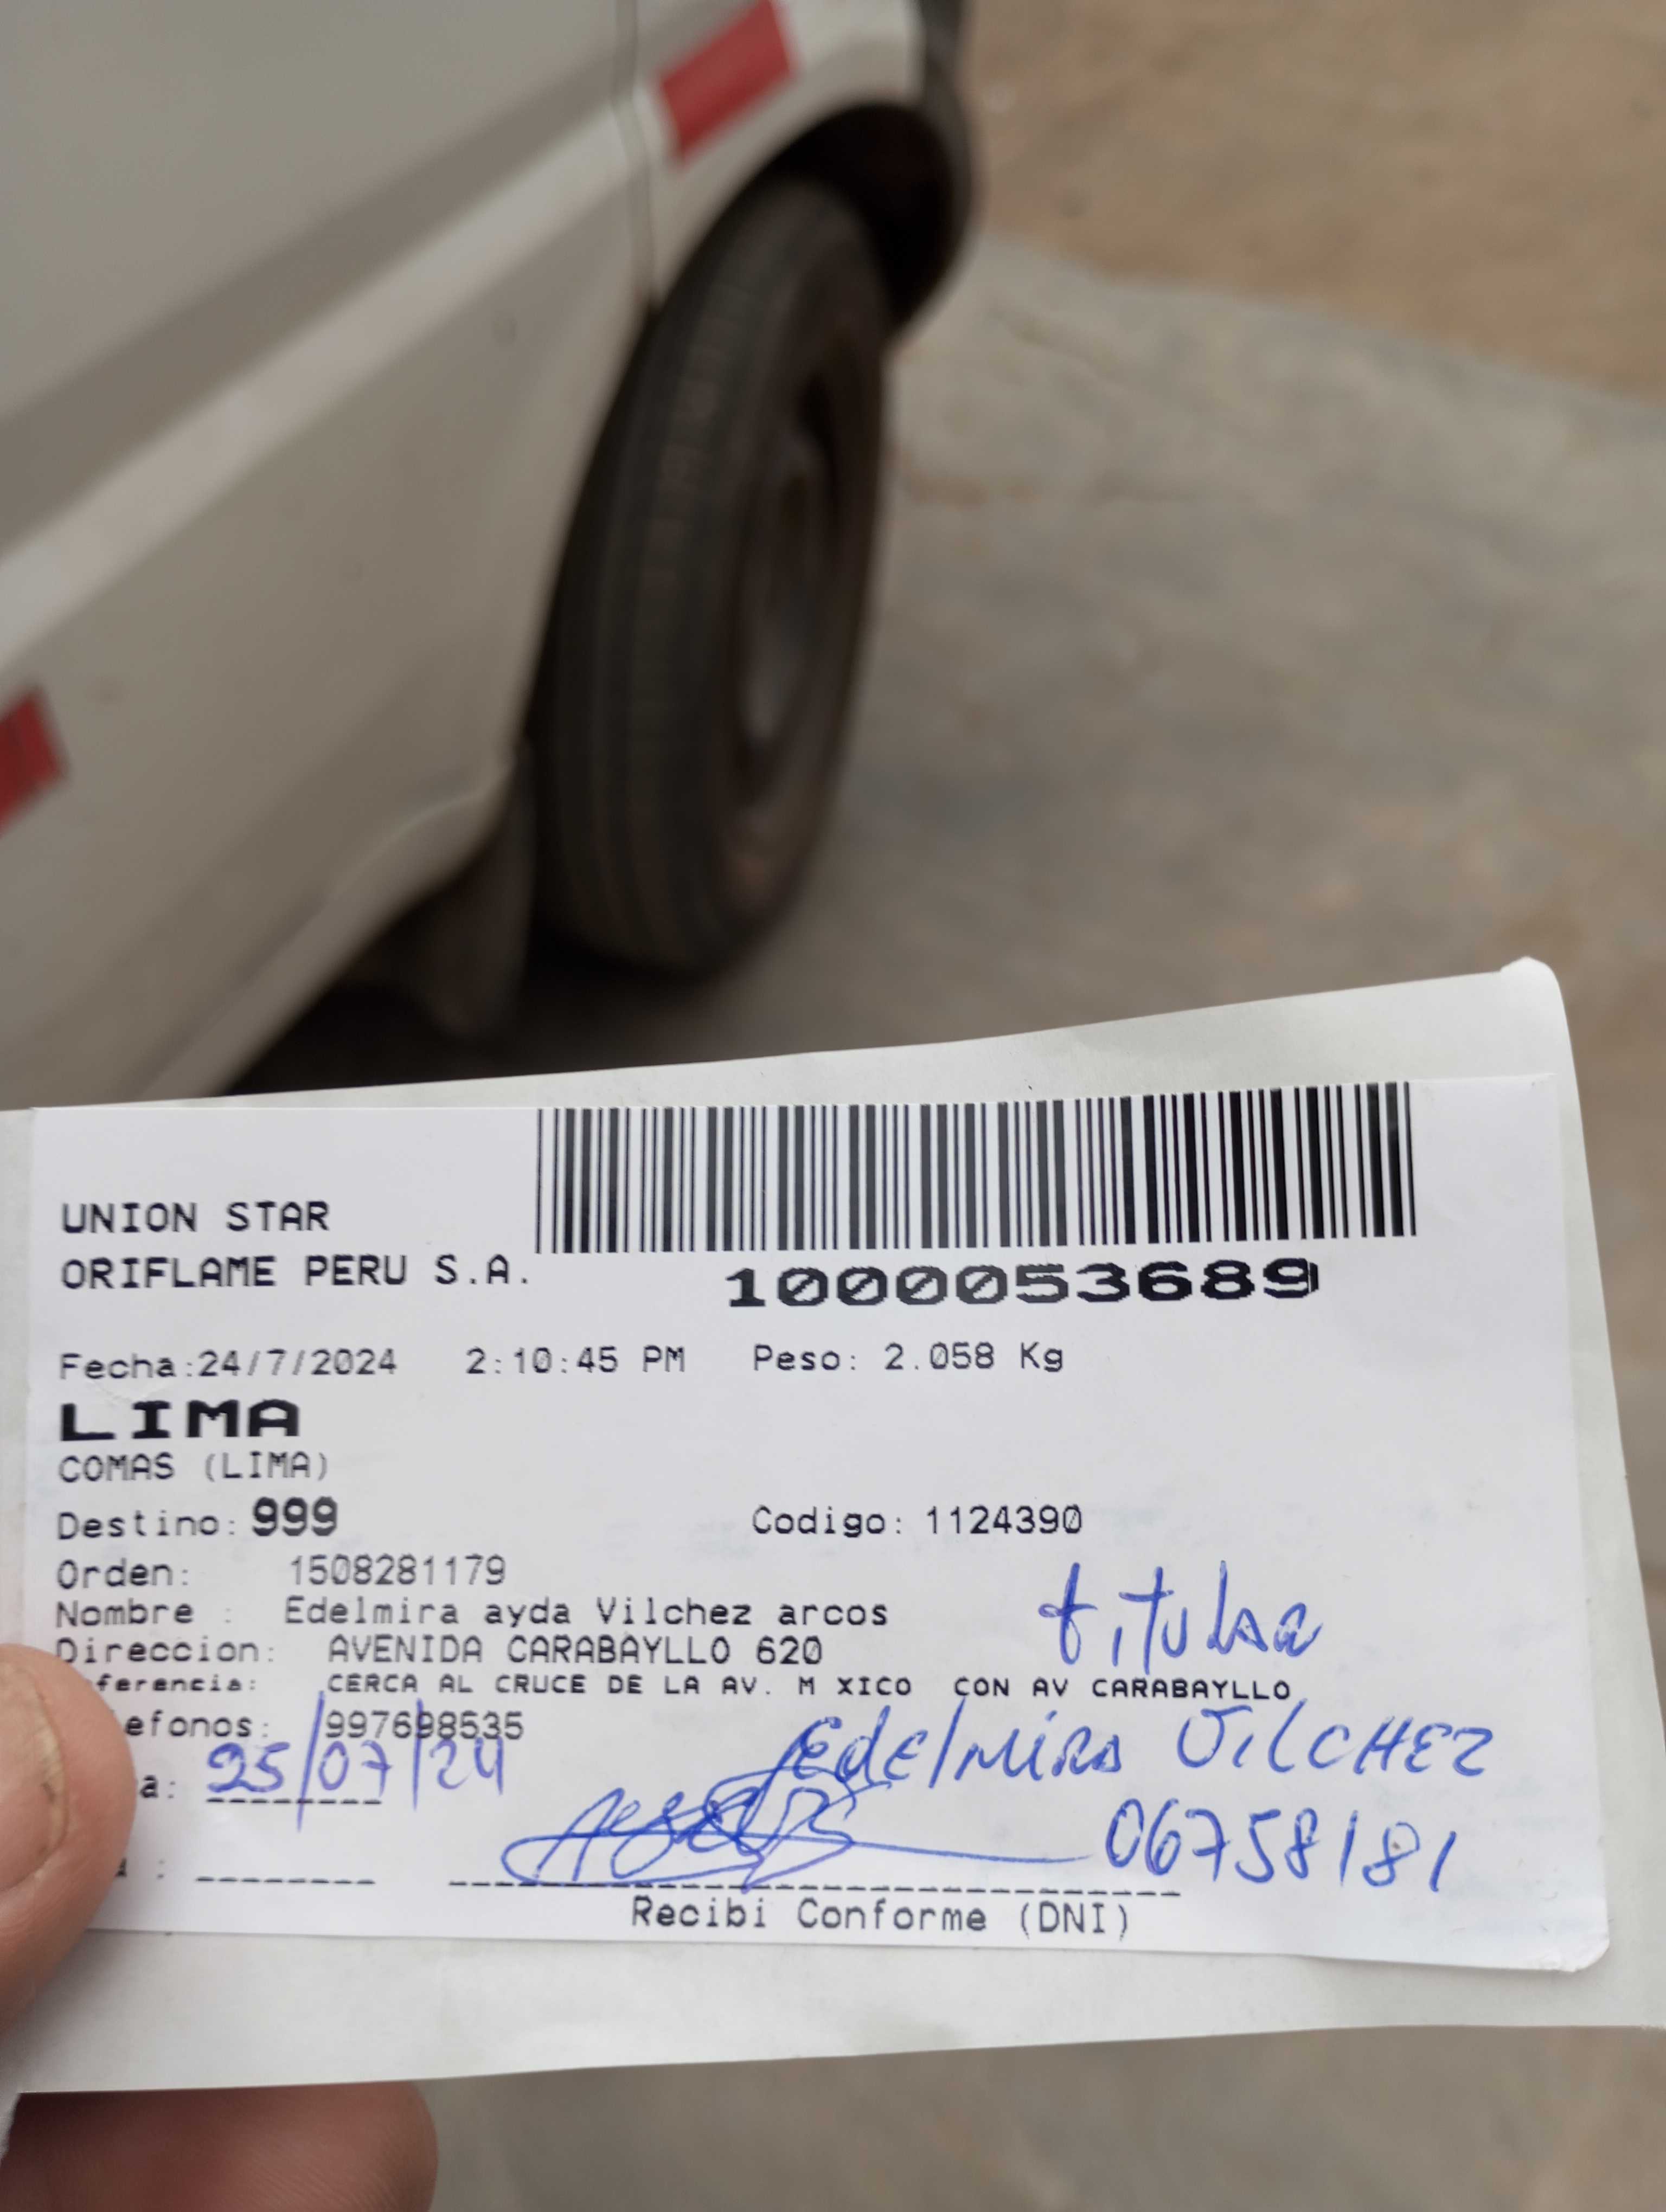 UNION STAR
ORIFLAME PERU S.A.
1000053689
Fecha:24/7/2024 2:10:45 PM Peso: 2.058 Kg
LIMA
COMAS (LIMA)
Destino: 999 Codigo: 1124390
Orden: 1508281179
Nombre : Edelmira ayda Vilchez arcos
titular
Direccion: AVENIDA CARABAYLLO 620
ferencia: CERCA AL CRUCE DE LA AV. M XICO CON AV CARABAYLLO
efonos: 997698535
Edelmira VilCHEZ
a: 25/07/24
06758181
a :
Recibi Conforme (DNI)